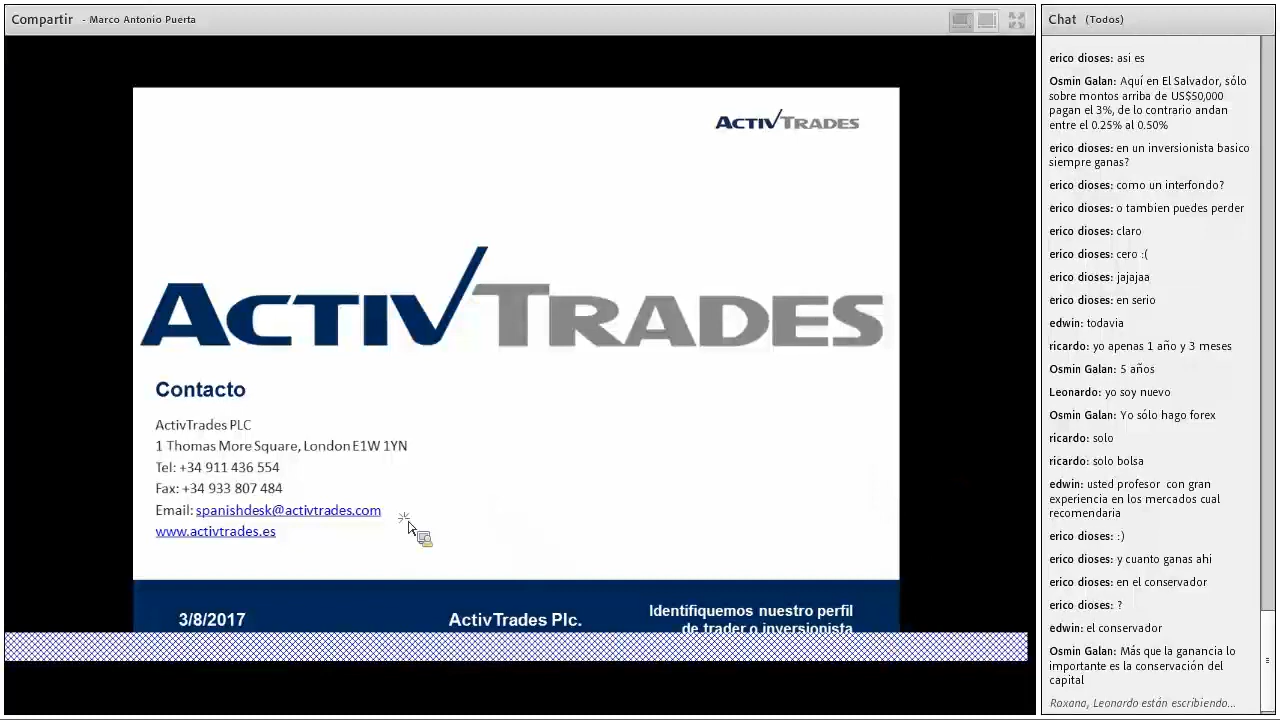 Compartir - Marco Antonio Puerta
ACTIVTRADES
ACTIVTRADES
Contacto
ActivTrades PLC
1 Thomas More Square, London E1W 1YN
Tel: +34 911 436 554
Fax: +34 933 807 484
Email: spanishdesk@activtrades.com
www.activtrades.es
3/8/2017
ActivTrades Plc.
Identifiquemos nuestro perfil
de trader o inversionista
Chat (Todos)
erico dioses: asi es
Osmin Galan: Aquí en El Salvador, sólo
sobre montos arriba de US$50,000
pagan el 3%, de lo contrario andan
entre el 0.25% al 0.50%
erico dioses: en un inversionista basico
siempre ganas?
erico dioses: como un interfondo?
erico dioses: o tambien puedes perder
erico dioses: claro
erico dioses: cero :(
erico dioses: jajajaa
erico dioses: en serio
edwin: todavia
ricardo: yo apenas 1 año y 3 meses
Osmin Galan: 5 años
Leonardo: yo soy nuevo
Osmin Galan: Yo sólo hago forex
ricardo: solo
ricardo: solo bolsa
edwin: usted profesor con gran
experiencia en los mercados cual
recomendaria
erico dioses: :)
erico dioses: y cuanto ganas ahi
erico dioses: en el conservador
erico dioses: ?
edwin: el conservador
Osmin Galan: Más que la ganancia lo
importante es la conservación del
capital
Roxana, Leonardo están escribiendo...